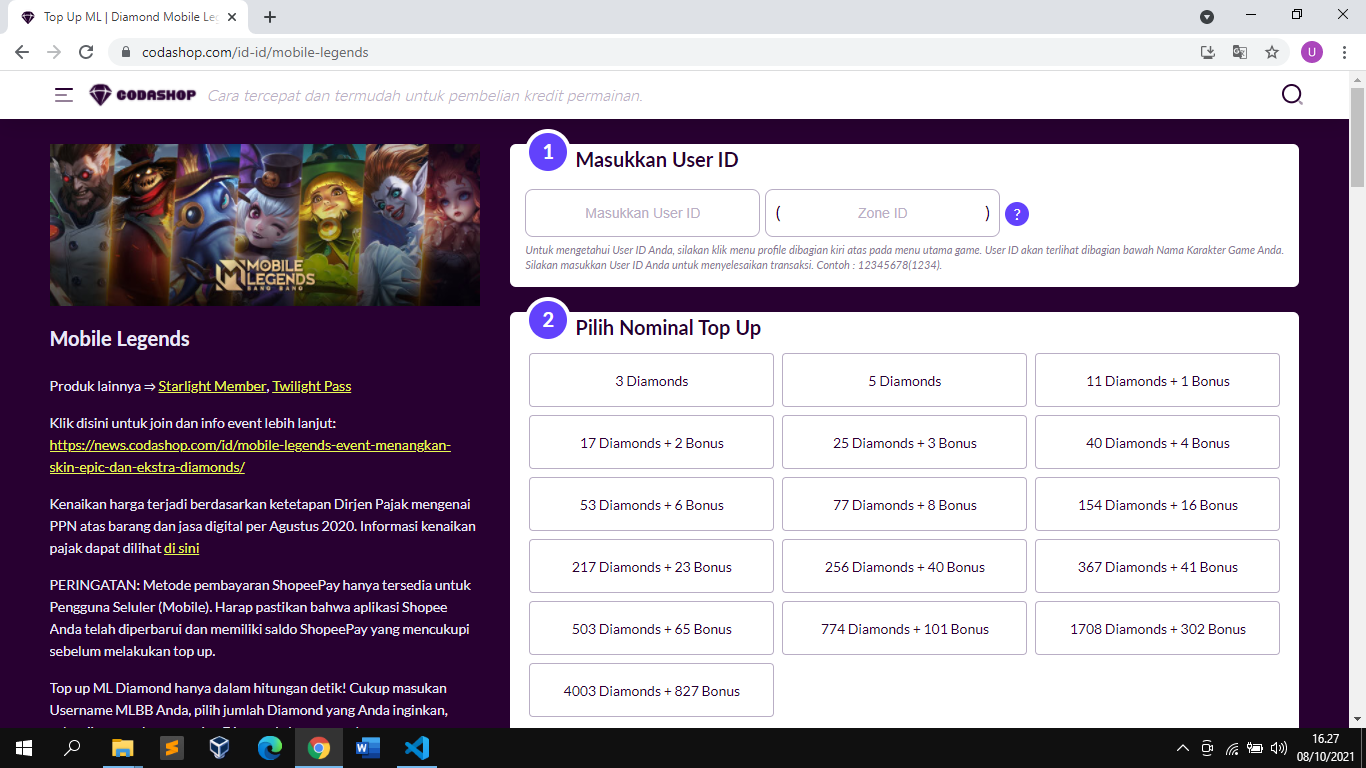 Top Up ML | Diamond Mobile Le
codashop.com/id-id/mobile-legends
U
CODASHOP Cara tercepat dan termudah untuk pembelian kredit permainan.
MOBILE
LEGENDS
BANG BANG
Mobile Legends
Produk lainnya ⇒ Starlight Member, Twilight Pass
Klik disini untuk join dan info event lebih lanjut:
https://news.codashop.com/id/mobile-legends-event-menangkan-
skin-epic-dan-ekstra-diamonds/
Kenaikan harga terjadi berdasarkan ketetapan Dirjen Pajak mengenai
PPN atas barang dan jasa digital per Agustus 2020. Informasi kenaikan
pajak dapat dilihat di sini
PERINGATAN: Metode pembayaran ShopeePay hanya tersedia untuk
Pengguna Seluler (Mobile). Harap pastikan bahwa aplikasi Shopee
Anda telah diperbarui dan memiliki saldo ShopeePay yang mencukupi
sebelum melakukan top up.
Top up ML Diamond hanya dalam hitungan detik! Cukup masukan
Username MLBB Anda, pilih jumlah Diamond yang Anda inginkan,
1 Masukkan User ID
Masukkan User ID ( Zone ID ) ?
Untuk mengetahui User ID Anda, silakan klik menu profile dibagian kiri atas pada menu utama game. User ID akan terlihat dibagian bawah Nama Karakter Game Anda.
Silakan masukkan User ID Anda untuk menyelesaikan transaksi. Contoh : 12345678(1234).
2 Pilih Nominal Top Up
3 Diamonds 5 Diamonds 11 Diamonds + 1 Bonus
17 Diamonds + 2 Bonus 25 Diamonds + 3 Bonus 40 Diamonds + 4 Bonus
53 Diamonds + 6 Bonus 77 Diamonds + 8 Bonus 154 Diamonds + 16 Bonus
217 Diamonds + 23 Bonus 256 Diamonds + 40 Bonus 367 Diamonds + 41 Bonus
503 Diamonds + 65 Bonus 774 Diamonds + 101 Bonus 1708 Diamonds + 302 Bonus
4003 Diamonds + 827 Bonus
16.27
08/10/2021